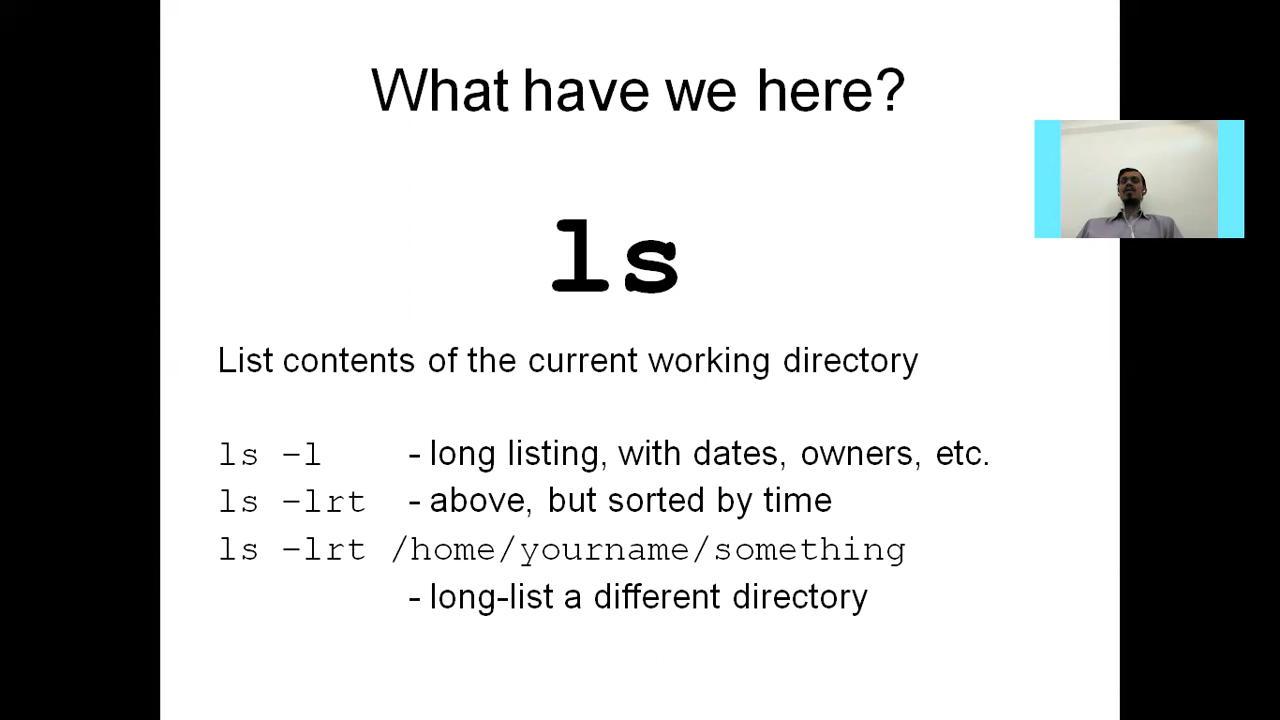 What have we here?
ls
List contents of the current working directory
ls –l - long listing, with dates, owners, etc.
ls –lrt - above, but sorted by time
ls –lrt /home/yourname/something
- long-list a different directory